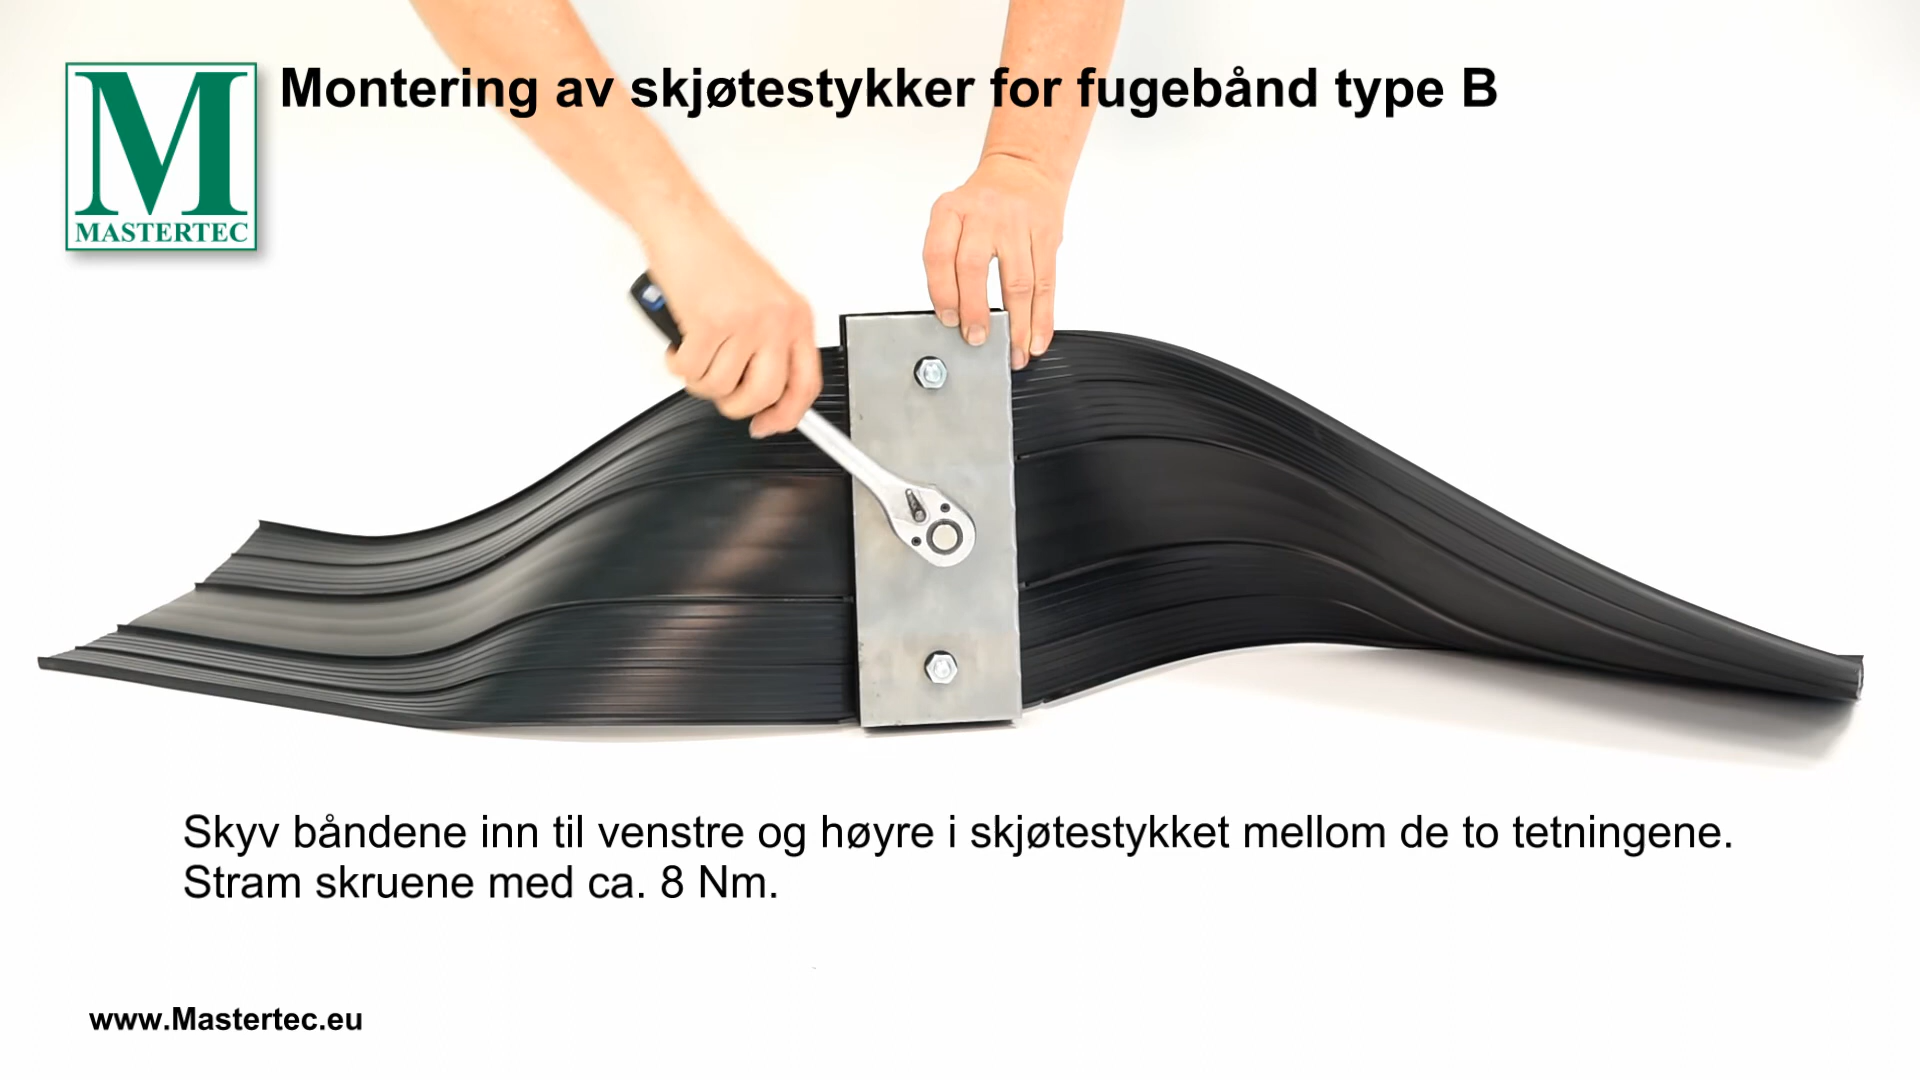 Montering av skjøtestykker for fugebånd type B
M
MASTERTEC
Skyv båndene inn til venstre og høyre i skjøtestykket mellom de to tetningene.
Stram skruene med ca. 8 Nm.
www.Mastertec.eu